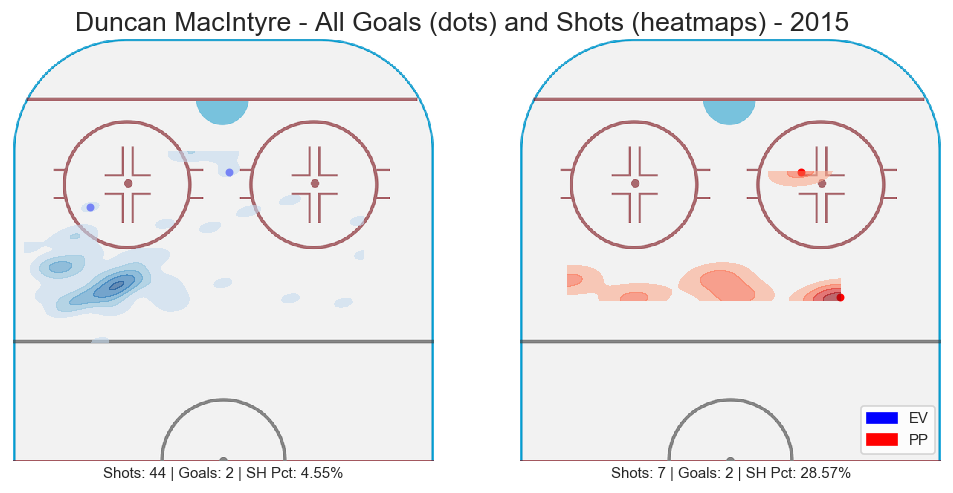 Duncan MacIntyre - All Goals (dots) and Shots (heatmaps) - 2015
EV
PP
Shots: 44 | Goals: 2 | SH Pct: 4.55%
Shots: 7 | Goals: 2 | SH Pct: 28.57%